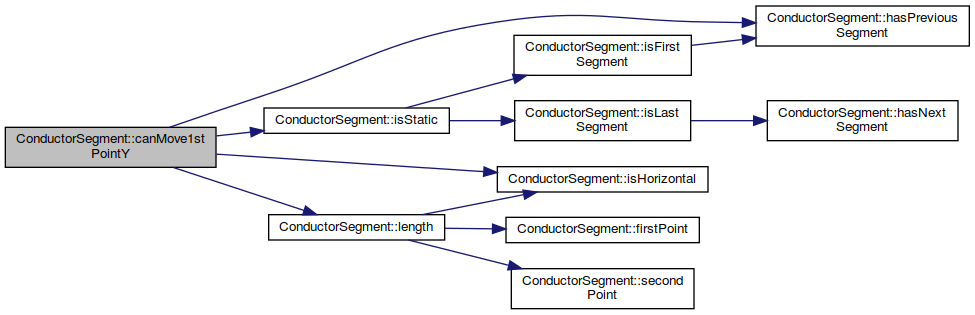 ConductorSegment::canMove1st
PointY
ConductorSegment::hasPrevious
Segment
ConductorSegment::isStatic
ConductorSegment::isFirst
Segment
ConductorSegment::isLast
Segment
ConductorSegment::hasNext
Segment
ConductorSegment::isHorizontal
ConductorSegment::length
ConductorSegment::firstPoint
ConductorSegment::second
Point